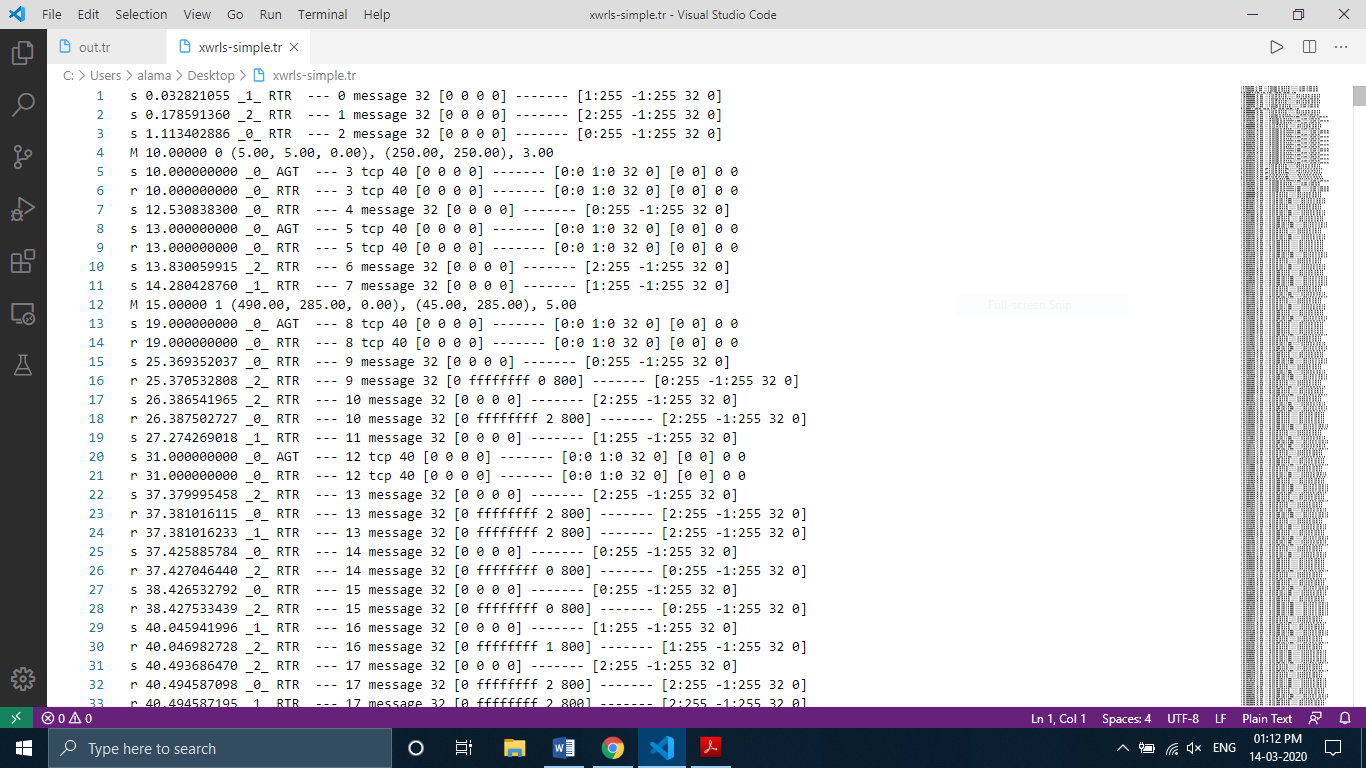 File Edit Selection View Go Run Terminal Help xwrls-simple.tr - Visual Studio Code
out.tr xwrls-simple.tr
C: > Users > alama > Desktop > xwrls-simple.tr
1 s 0.032821055 _1_ RTR --- 0 message 32 [0 0 0 0] ------- [1:255 -1:255 32 0]
2 s 0.178591360 _2_ RTR --- 1 message 32 [0 0 0 0] ------- [2:255 -1:255 32 0]
3 s 1.113402886 _0_ RTR --- 2 message 32 [0 0 0 0] ------- [0:255 -1:255 32 0]
4 M 10.00000 0 (5.00, 5.00, 0.00), (250.00, 250.00), 3.00
5 s 10.000000000 _0_ AGT --- 3 tcp 40 [0 0 0 0] ------- [0:0 1:0 32 0] [0 0] 0 0
6 r 10.000000000 _0_ RTR --- 3 tcp 40 [0 0 0 0] ------- [0:0 1:0 32 0] [0 0] 0 0
7 s 12.530838300 _0_ RTR --- 4 message 32 [0 0 0 0] ------- [0:255 -1:255 32 0]
8 s 13.000000000 _0_ AGT --- 5 tcp 40 [0 0 0 0] ------- [0:0 1:0 32 0] [0 0] 0 0
9 r 13.000000000 _0_ RTR --- 5 tcp 40 [0 0 0 0] ------- [0:0 1:0 32 0] [0 0] 0 0
10 s 13.830059915 _2_ RTR --- 6 message 32 [0 0 0 0] ------- [2:255 -1:255 32 0]
11 s 14.280428760 _1_ RTR --- 7 message 32 [0 0 0 0] ------- [1:255 -1:255 32 0]
12 M 15.00000 1 (490.00, 285.00, 0.00), (45.00, 285.00), 5.00
13 s 19.000000000 _0_ AGT --- 8 tcp 40 [0 0 0 0] ------- [0:0 1:0 32 0] [0 0] 0 0
14 r 19.000000000 _0_ RTR --- 8 tcp 40 [0 0 0 0] ------- [0:0 1:0 32 0] [0 0] 0 0
15 s 25.369352037 _0_ RTR --- 9 message 32 [0 0 0 0] ------- [0:255 -1:255 32 0]
16 r 25.370532808 _2_ RTR --- 9 message 32 [0 ffffffff 0 800] ------- [0:255 -1:255 32 0]
17 s 26.386541965 _2_ RTR --- 10 message 32 [0 0 0 0] ------- [2:255 -1:255 32 0]
18 r 26.387502727 _0_ RTR --- 10 message 32 [0 ffffffff 2 800] ------- [2:255 -1:255 32 0]
19 s 27.274269018 _1_ RTR --- 11 message 32 [0 0 0 0] ------- [1:255 -1:255 32 0]
20 s 31.000000000 _0_ AGT --- 12 tcp 40 [0 0 0 0] ------- [0:0 1:0 32 0] [0 0] 0 0
21 r 31.000000000 _0_ RTR --- 12 tcp 40 [0 0 0 0] ------- [0:0 1:0 32 0] [0 0] 0 0
22 s 37.379995458 _2_ RTR --- 13 message 32 [0 0 0 0] ------- [2:255 -1:255 32 0]
23 r 37.381016115 _0_ RTR --- 13 message 32 [0 ffffffff 2 800] ------- [2:255 -1:255 32 0]
24 r 37.381016233 _1_ RTR --- 13 message 32 [0 ffffffff 2 800] ------- [2:255 -1:255 32 0]
25 s 37.425885784 _0_ RTR --- 14 message 32 [0 0 0 0] ------- [0:255 -1:255 32 0]
26 r 37.427046440 _2_ RTR --- 14 message 32 [0 ffffffff 0 800] ------- [0:255 -1:255 32 0]
27 s 38.426532792 _0_ RTR --- 15 message 32 [0 0 0 0] ------- [0:255 -1:255 32 0]
28 r 38.427533439 _2_ RTR --- 15 message 32 [0 ffffffff 0 800] ------- [0:255 -1:255 32 0]
29 s 40.045941996 _1_ RTR --- 16 message 32 [0 0 0 0] ------- [1:255 -1:255 32 0]
30 r 40.046982728 _2_ RTR --- 16 message 32 [0 ffffffff 1 800] ------- [1:255 -1:255 32 0]
31 s 40.493686470 _2_ RTR --- 17 message 32 [0 0 0 0] ------- [2:255 -1:255 32 0]
32 r 40.494587098 _0_ RTR --- 17 message 32 [0 ffffffff 2 800] ------- [2:255 -1:255 32 0]
33 r 40.494587195 _1_ RTR --- 17 message 32 [0 ffffffff 2 800] ------- [2:255 -1:255 32 0]
Full-screen Snip
0 0 Ln 1, Col 1 Spaces: 4 UTF-8 LF Plain Text
Type here to search ENG 01:12 PM
14-03-2020